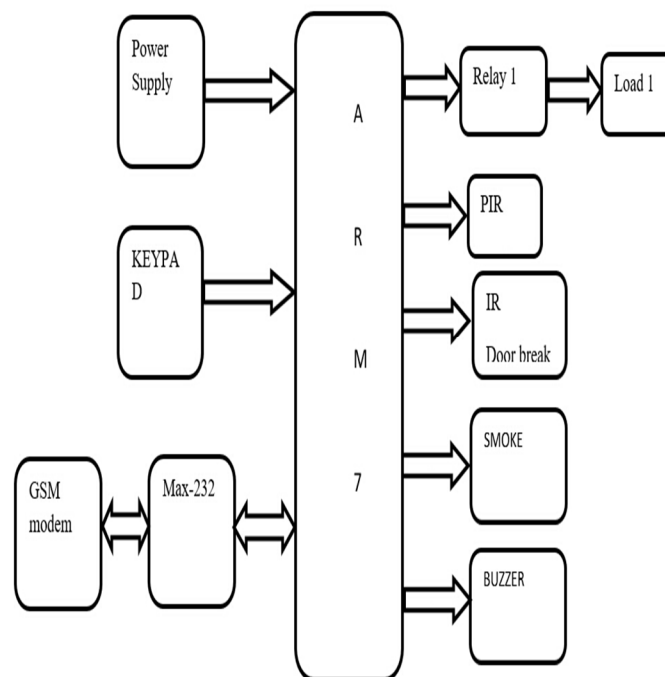 Power
Supply
KEYPA
D
GSM
modem
Max-232
A
R
M
7
Relay 1
Load 1
PIR
IR
Door break
SMOKE
BUZZER